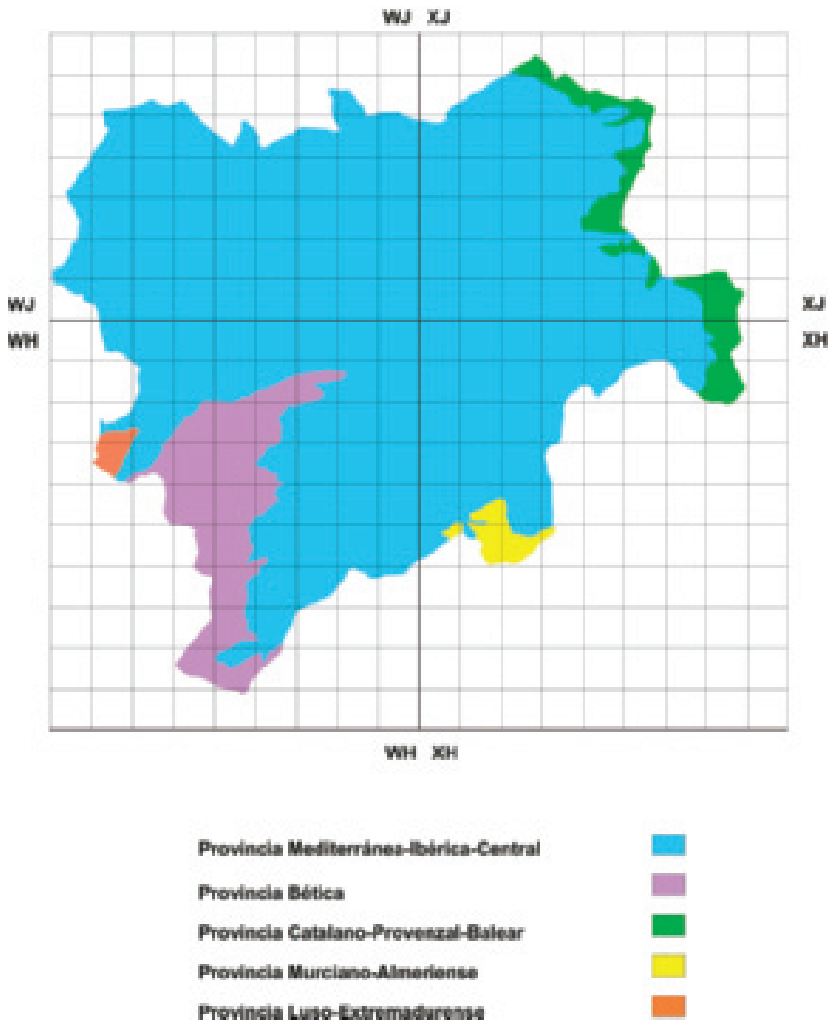 WJ XJ
WJ XJ
WH XH
WH XH
Provincia Mediterránea-Ibérica-Central
Provincia Bética
Provincia Catalano-Provenzal-Balear
Provincia Murciano-Almeriense
Provincia Luso-Extremadurense